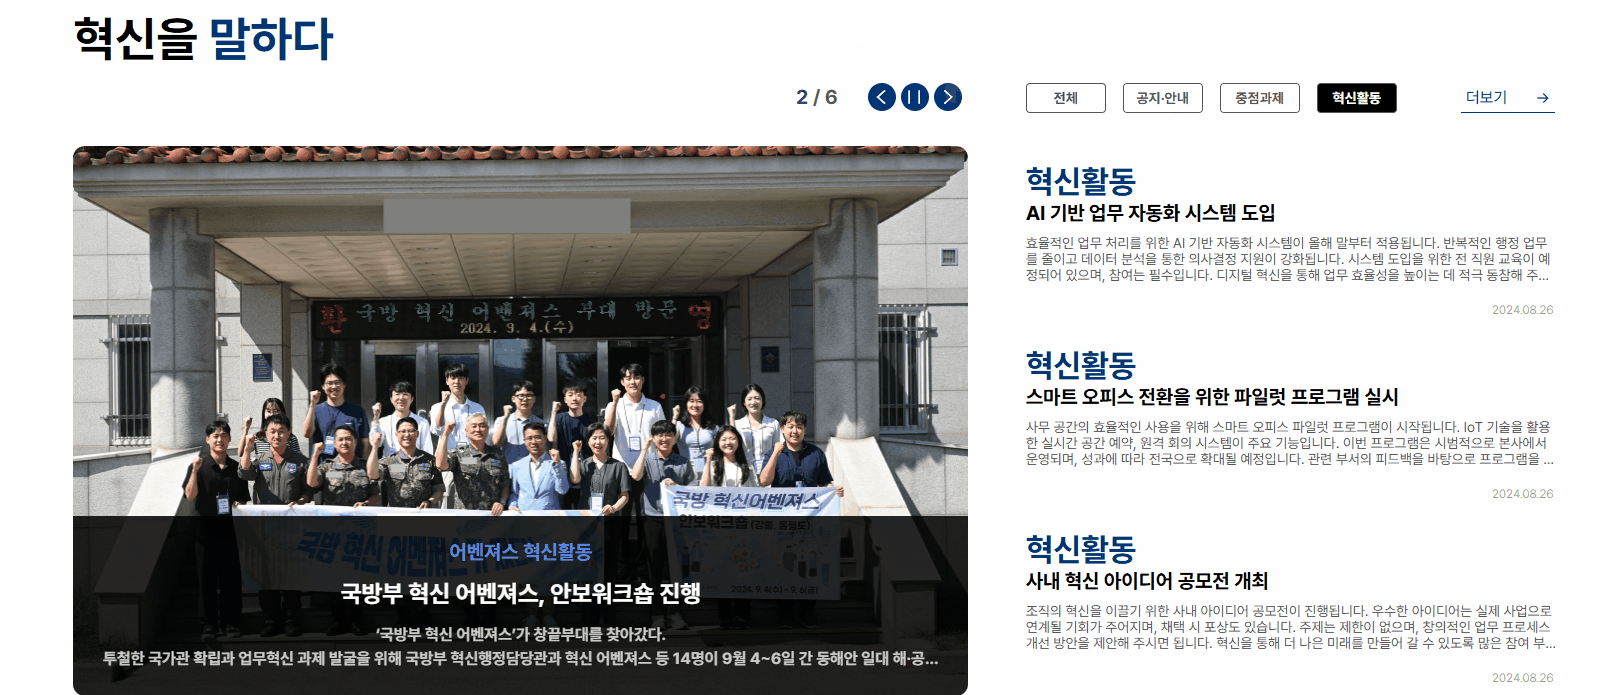 혁신을 말하다
2 / 6
전체
공지·안내
중점과제
혁신활동
더보기 →
환 국방 혁신 어벤져스 부대 방문 영
2024. 9. 4.(수)
국방 혁신어벤져스
안보워크숍 (강릉, 동월도)
국방 혁신 어벤져스
2024. 9. 4(수) - 9. 6(금)
어벤져스 혁신활동
국방부 혁신 어벤져스, 안보워크숍 진행
‘국방부 혁신 어벤져스’가 창끝부대를 찾아갔다.
투철한 국가관 확립과 업무혁신 과제 발굴을 위해 국방부 혁신행정담당관과 혁신 어벤져스 등 14명이 9월 4~6일 간 동해안 일대 해·공...
혁신활동
AI 기반 업무 자동화 시스템 도입
효율적인 업무 처리를 위한 AI 기반 자동화 시스템이 올해 말부터 적용됩니다. 반복적인 행정 업무
를 줄이고 데이터 분석을 통한 의사결정 지원이 강화됩니다. 시스템 도입을 위한 전 직원 교육이 예
정되어 있으며, 참여는 필수입니다. 디지털 혁신을 통해 업무 효율성을 높이는 데 적극 동참해 주...
2024.08.26
혁신활동
스마트 오피스 전환을 위한 파일럿 프로그램 실시
사무 공간의 효율적인 사용을 위해 스마트 오피스 파일럿 프로그램이 시작됩니다. IoT 기술을 활용
한 실시간 공간 예약, 원격 회의 시스템이 주요 기능입니다. 이번 프로그램은 시범적으로 본사에서
운영되며, 성과에 따라 전국으로 확대될 예정입니다. 관련 부서의 피드백을 바탕으로 프로그램을 ...
2024.08.26
혁신활동
사내 혁신 아이디어 공모전 개최
조직의 혁신을 이끌기 위한 사내 아이디어 공모전이 진행됩니다. 우수한 아이디어는 실제 사업으로
연계될 기회가 주어지며, 채택 시 포상도 있습니다. 주제는 제한이 없으며, 창의적인 업무 프로세스
개선 방안을 제안해 주시면 됩니다. 혁신을 통해 더 나은 미래를 만들어 갈 수 있도록 많은 참여 부...
2024.08.26